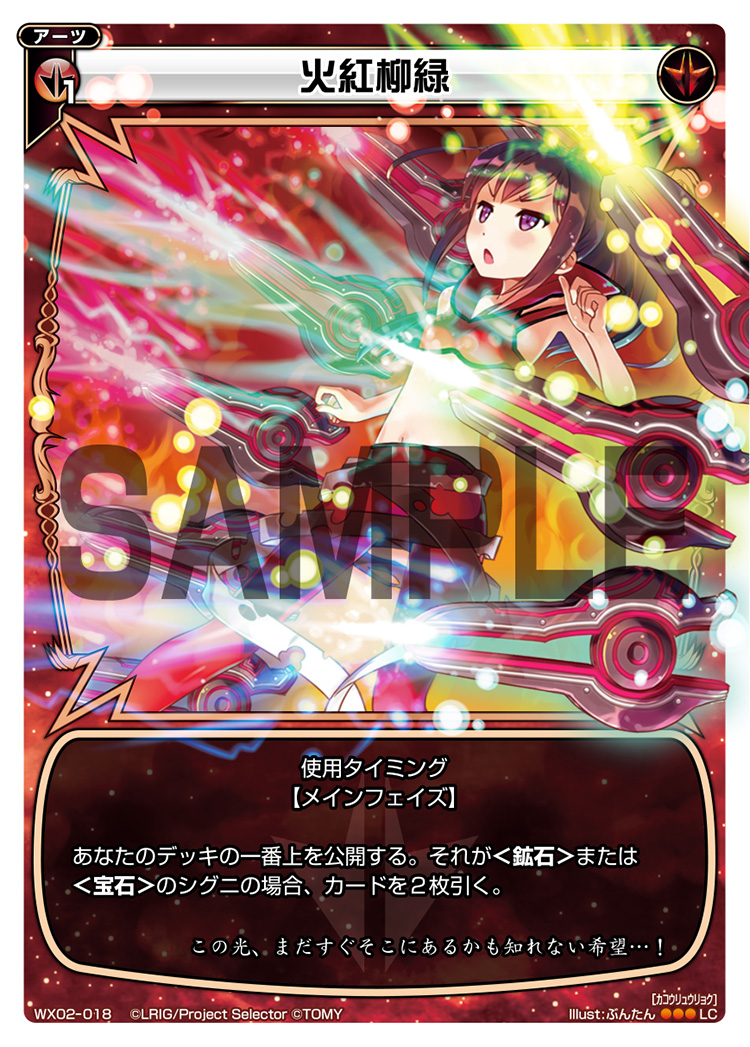 アーツ
1
火紅柳緑
SAMPLE
使用タイミング
【メインフェイズ】
あなたのデッキの一番上を公開する。それが＜鉱石＞または
＜宝石＞のシグニの場合、カードを２枚引く。
この光、まだすぐそこにあるかも知れない希望…！
[カコウリュウリョク]
WX02-018 ©LRIG/Project Selector ©TOMY Illust:ぶんたん LC